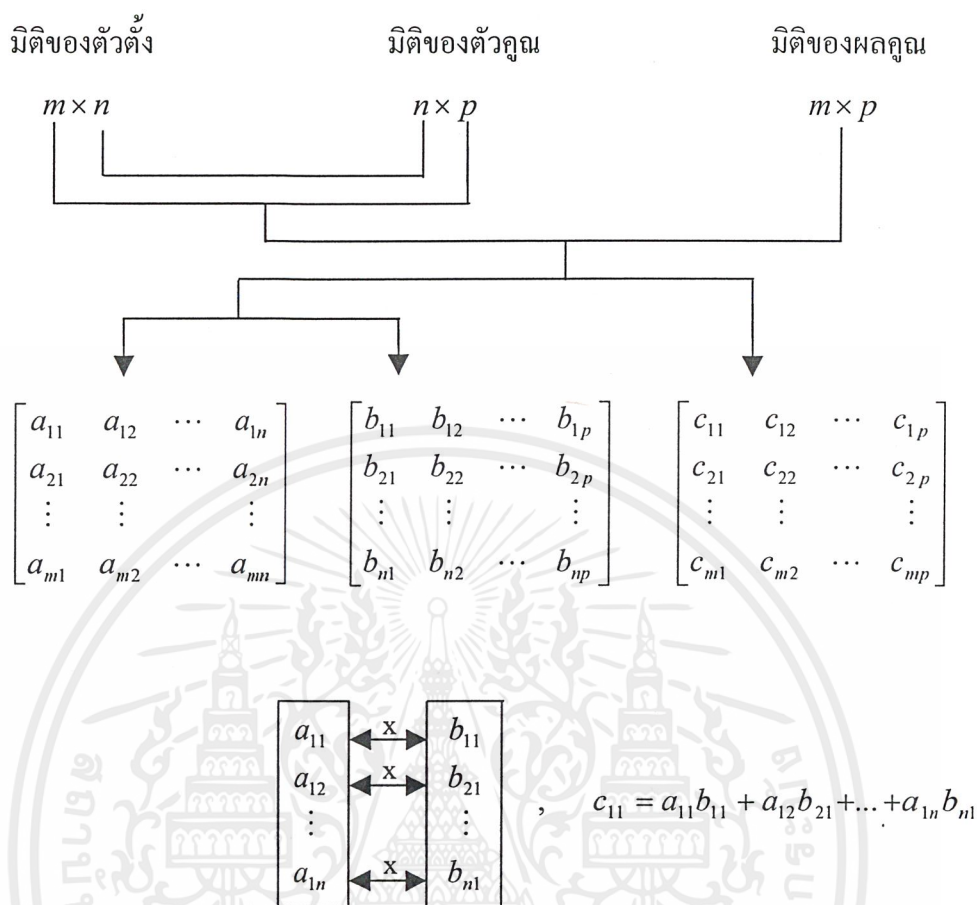 มิติของตัวตั้ง มิติของตัวคูณ มิติของผลคูณ
m × n n × p m × p
a₁₁ a₁₂ ⋯ a₁ₙ b₁₁ b₁₂ ⋯ b₁ₚ c₁₁ c₁₂ ⋯ c₁ₚ
a₂₁ a₂₂ ⋯ a₂ₙ b₂₁ b₂₂ ⋯ b₂ₚ c₂₁ c₂₂ ⋯ c₂ₚ
⋮ ⋮ ⋮ ⋮ ⋮ ⋮ ⋮ ⋮ ⋮
aₘ₁ aₘ₂ ⋯ aₘₙ bₙ₁ bₙ₂ ⋯ bₙₚ cₘ₁ cₘ₂ ⋯ cₘₚ
a₁₁ x b₁₁
a₁₂ x b₂₁
⋮ ⋮ , c₁₁ = a₁₁b₁₁ + a₁₂b₂₁ +...+a₁ₙbₙ₁
a₁ₙ x bₙ₁